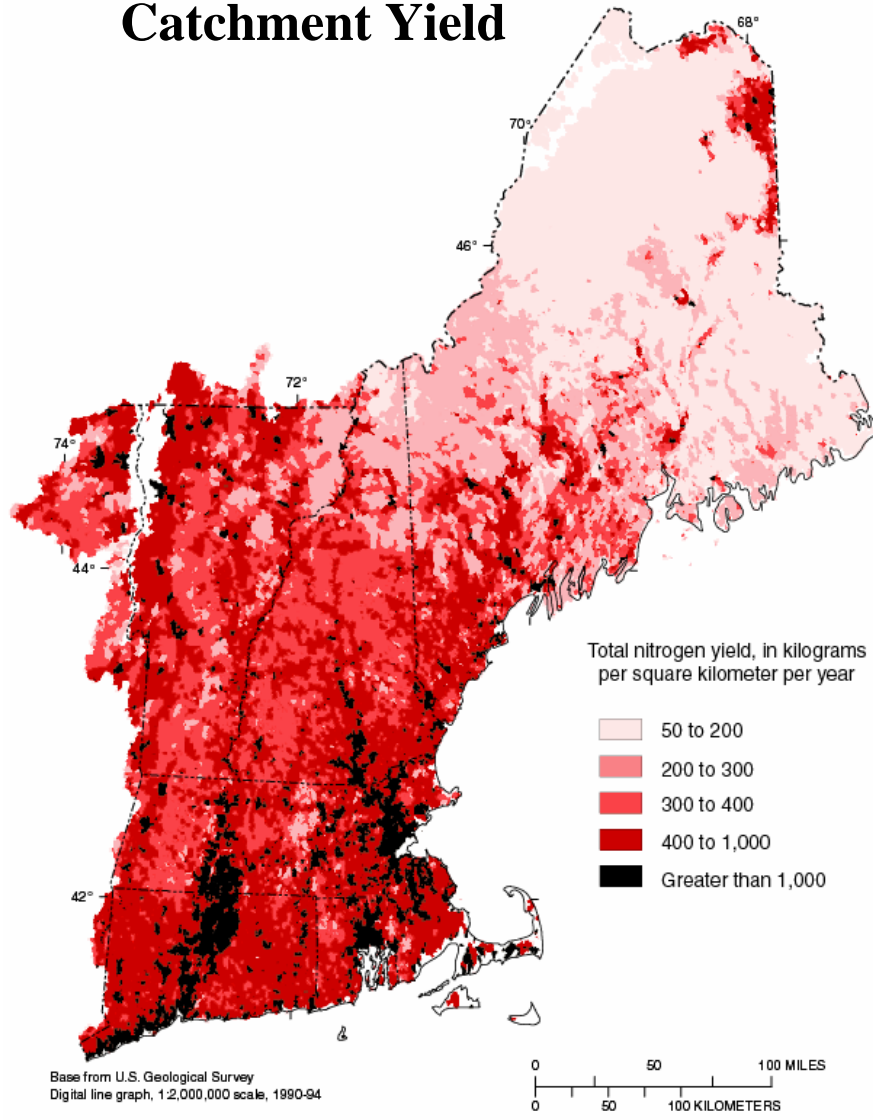 Catchment Yield
68°
70°
46°
72°
74°
44°
Total nitrogen yield, in kilograms
per square kilometer per year
50 to 200
200 to 300
300 to 400
400 to 1,000
Greater than 1,000
42°
0 50 100 MILES
0 50 100 KILOMETERS
Base from U.S. Geological Survey
Digital line graph, 1:2,000,000 scale, 1990-94